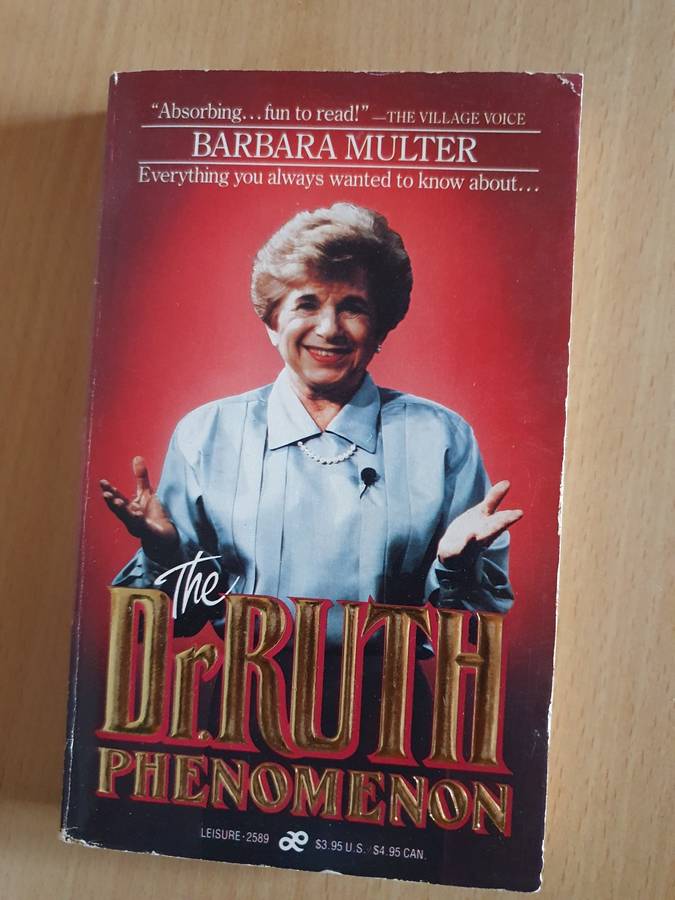 “Absorbing...fun to read!” —THE VILLAGE VOICE
BARBARA MULTER
Everything you always wanted to know about...
The
Dr. RUTH
PHENOMENON
LEISURE • 2589 $3.95 U.S. / $4.95 CAN.